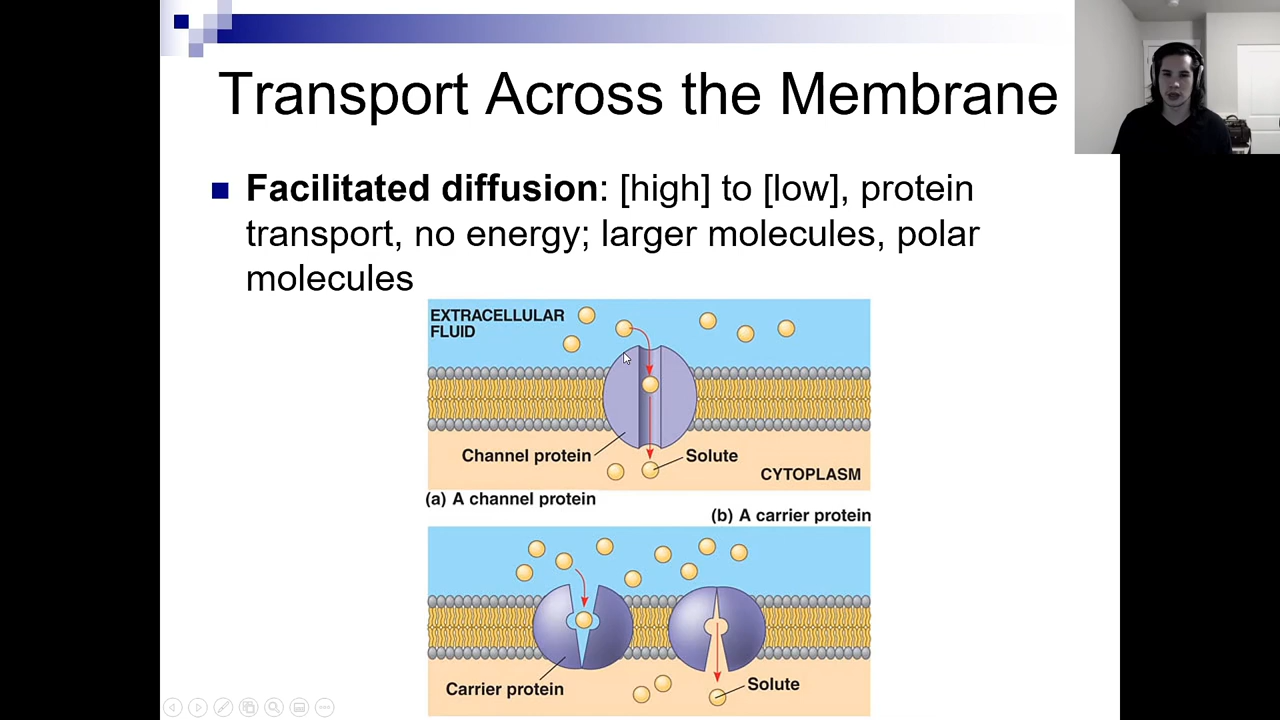 Transport Across the Membrane
Facilitated diffusion: [high] to [low], protein
transport, no energy; larger molecules, polar
molecules
EXTRACELLULAR
FLUID
Channel protein
Solute
CYTOPLASM
(a) A channel protein
(b) A carrier protein
Carrier protein
Solute